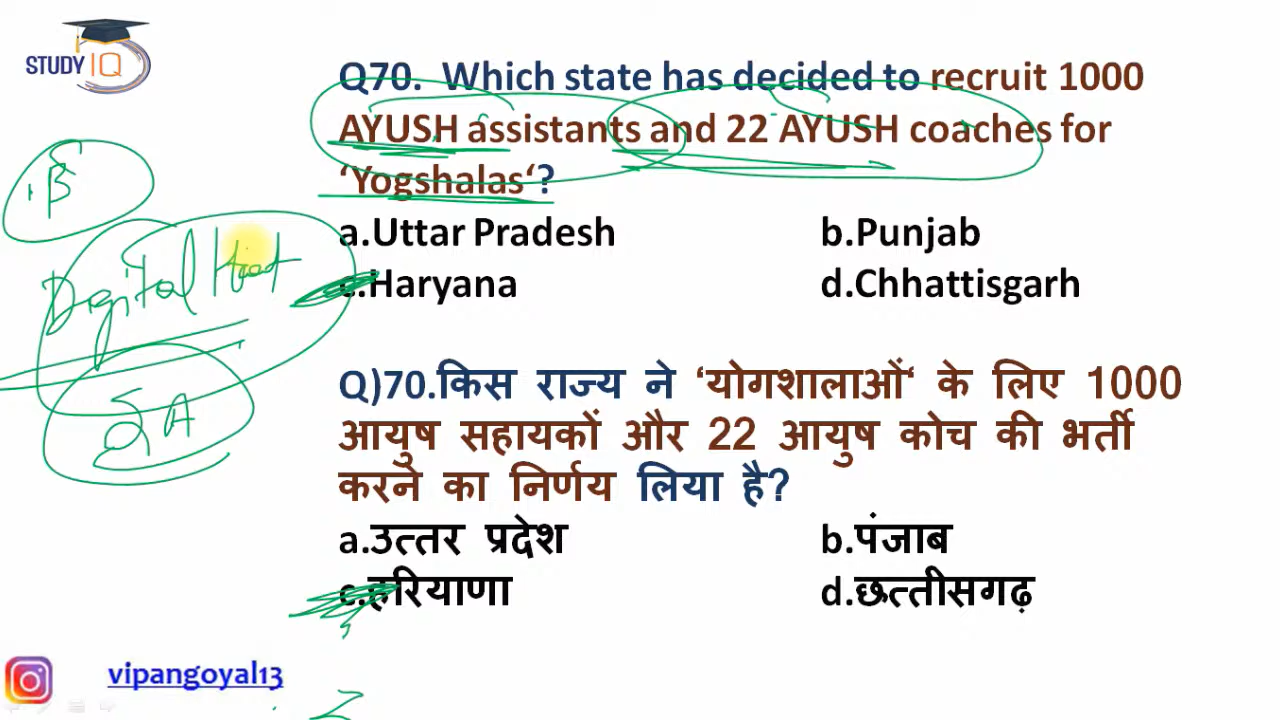 STUDY IQ
Q70. Which state has decided to recruit 1000
AYUSH assistants and 22 AYUSH coaches for
‘Yogshalas‘?
a.Uttar Pradesh b.Punjab
c.Haryana d.Chhattisgarh
Digital
Q)70.किस राज्य ने ‘योगशालाओं‘ के लिए 1000
आयुष सहायकों और 22 आयुष कोच की भर्ती
करने का निर्णय लिया है?
a.उत्तर प्रदेश b.पंजाब
c.हरियाणा d.छत्तीसगढ़
vipangoyal13